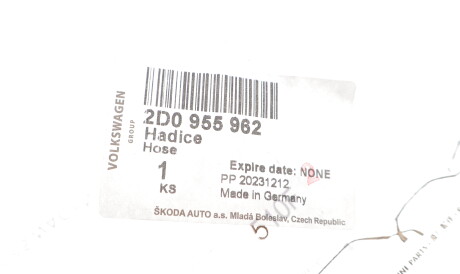 VOLKSWAGEN
GROUP
2D0 955 962
Hadice
Hose
1
KS
Expire date: NONE
PP 20231212
Made in Germany
ŠKODA AUTO a.s. Mladá Boleslav, Czech Republic